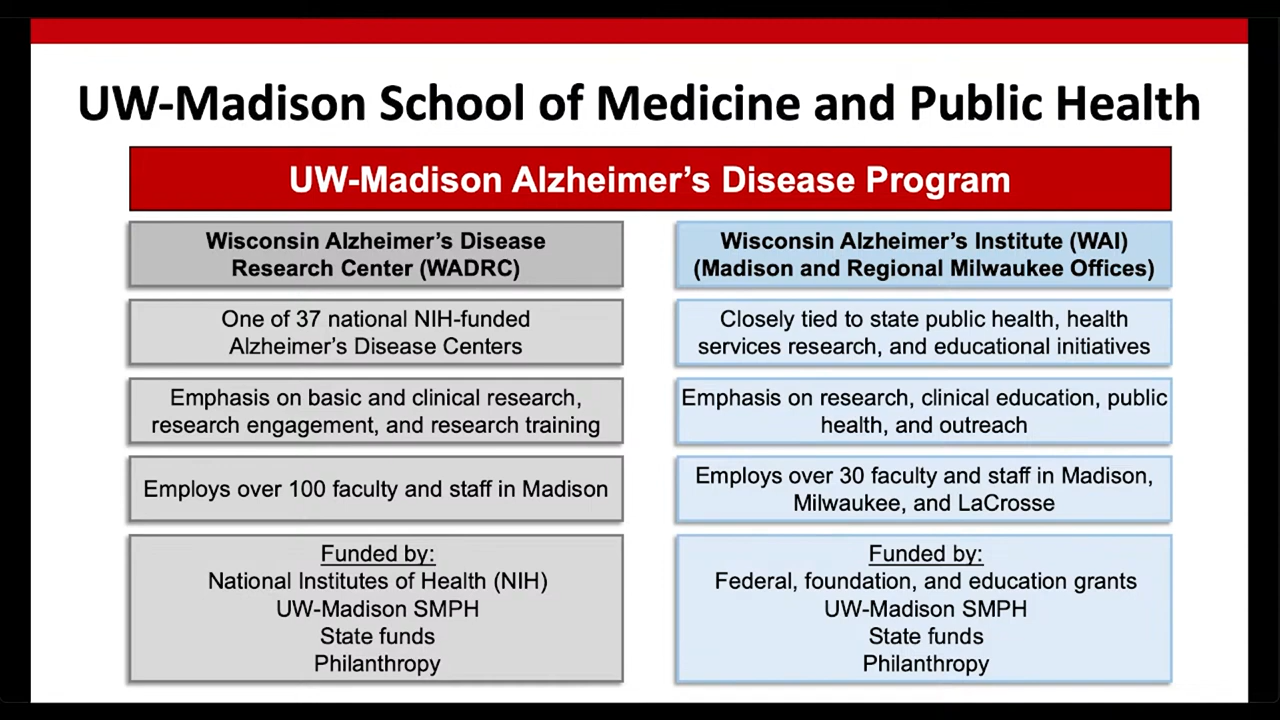 UW-Madison School of Medicine and Public Health
UW-Madison Alzheimer’s Disease Program
Wisconsin Alzheimer’s Disease
Research Center (WADRC)
One of 37 national NIH-funded
Alzheimer’s Disease Centers
Emphasis on basic and clinical research,
research engagement, and research training
Employs over 100 faculty and staff in Madison
Funded by:
National Institutes of Health (NIH)
UW-Madison SMPH
State funds
Philanthropy
Wisconsin Alzheimer’s Institute (WAI)
(Madison and Regional Milwaukee Offices)
Closely tied to state public health, health
services research, and educational initiatives
Emphasis on research, clinical education, public
health, and outreach
Employs over 30 faculty and staff in Madison,
Milwaukee, and LaCrosse
Funded by:
Federal, foundation, and education grants
UW-Madison SMPH
State funds
Philanthropy